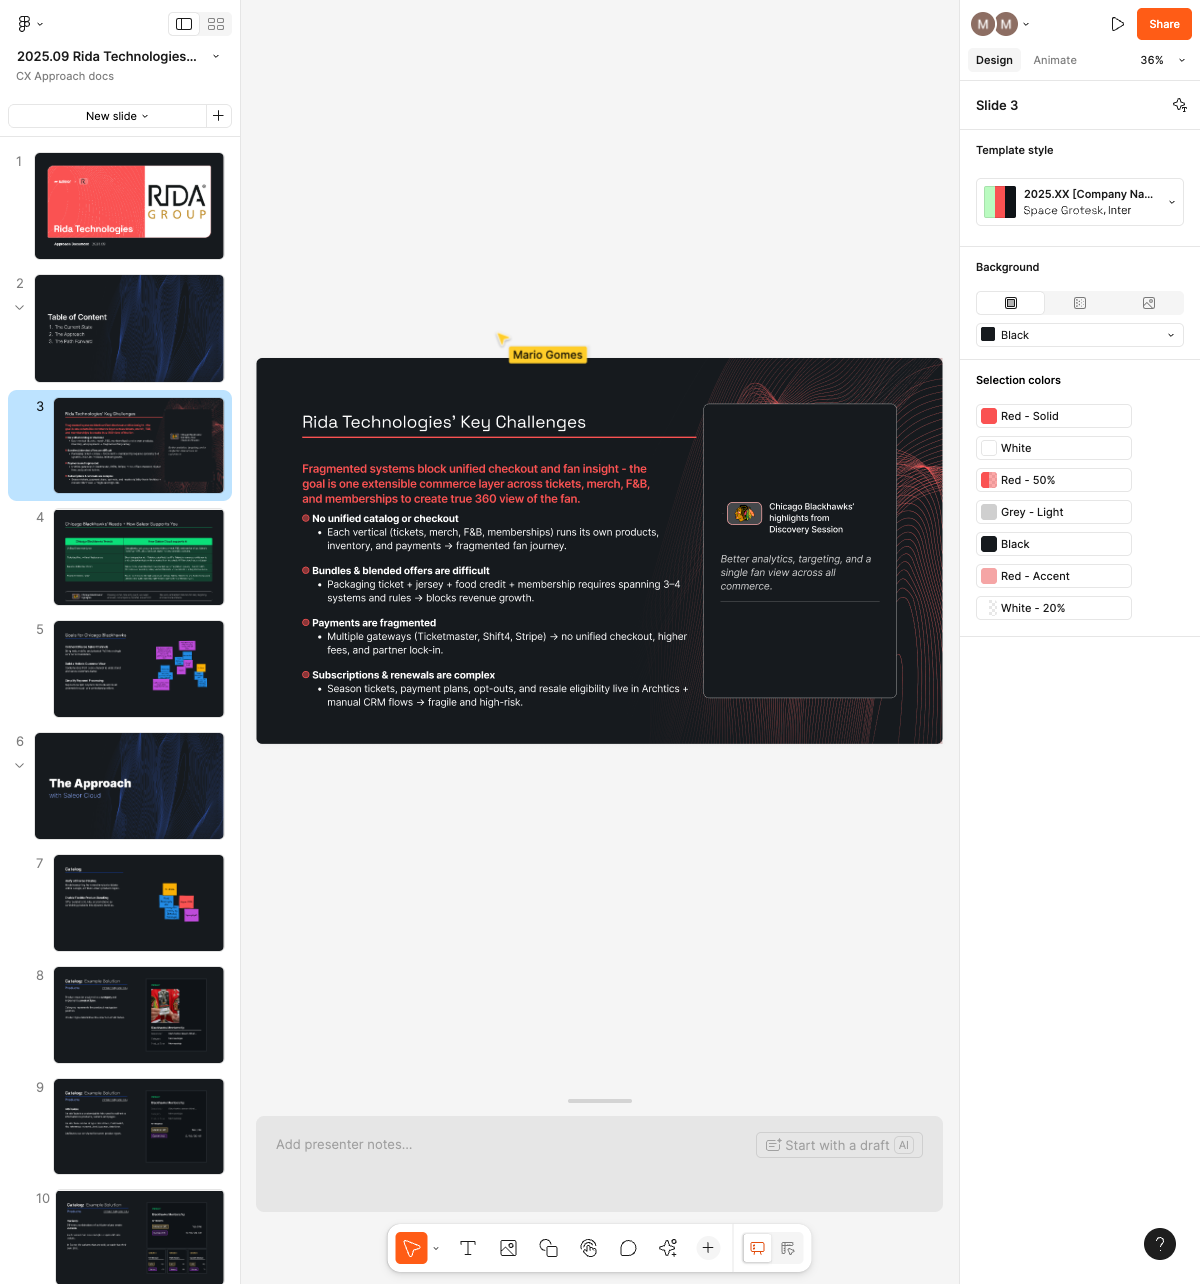 2025.09 Rida Technologies...
CX Approach docs
New slide
1
RIDA
GROUP
Rida Technologies
Approach Document
2
Table of Content
1. The Current State
2. The Approach
3. The Path Forward
3
Rida Technologies' Key Challenges
4
Chicago Blackhawks' Needs + How Saleor Supports You
5
Goals for Chicago Blackhawks
6
The Approach
with Saleor Cloud
7
Catalog
8
Catalog: Example Solution
9
Catalog: Example Solution
10
Catalog: Example Solution
Mario Gomes
Rida Technologies' Key Challenges
Fragmented systems block unified checkout and fan insight - the
goal is one extensible commerce layer across tickets, merch, F&B,
and memberships to create true 360 view of the fan.
No unified catalog or checkout
• Each vertical (tickets, merch, F&B, memberships) runs its own products,
inventory, and payments → fragmented fan journey.
Bundles & blended offers are difficult
• Packaging ticket + jersey + food credit + membership requires spanning 3–4
systems and rules → blocks revenue growth.
Payments are fragmented
• Multiple gateways (Ticketmaster, Shift4, Stripe) → no unified checkout, higher
fees, and partner lock-in.
Subscriptions & renewals are complex
• Season tickets, payment plans, opt-outs, and resale eligibility live in Archtics +
manual CRM flows → fragile and high-risk.
Chicago Blackhawks'
highlights from
Discovery Session
Better analytics, targeting, and a
single fan view across all
commerce.
Add presenter notes...
Start with a draft AI
M M
Share
Design
Animate
36%
Slide 3
Template style
2025.XX [Company Na...
Space Grotesk, Inter
Background
Black
Selection colors
Red - Solid
White
Red - 50%
Grey - Light
Black
Red - Accent
White - 20%
?